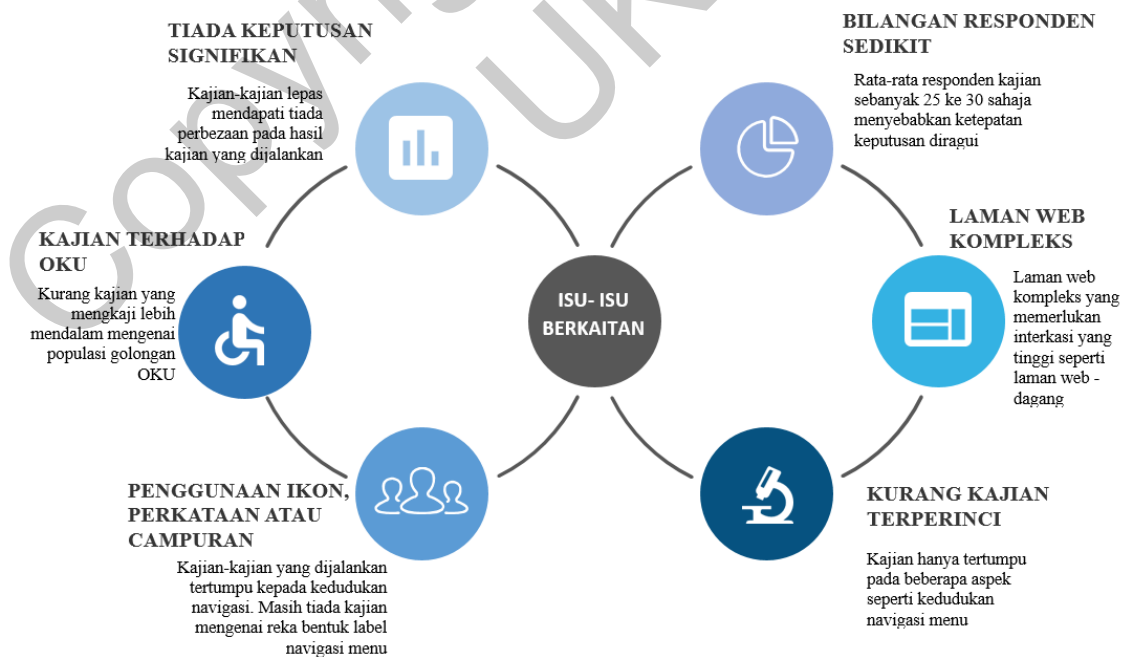 TIADA KEPUTUSAN
SIGNIFIKAN
Kajian-kajian lepas
mendapati tiada
perbezaan pada hasil
kajian yang dijalankan
BILANGAN RESPONDEN
SEDIKIT
Rata-rata responden kajian
sebanyak 25 ke 30 sahaja
menyebabkan ketepatan
keputusan diragui
KAJIAN TERHADAP
OKU
Kurang kajian yang
mengkaji lebih
mendalam mengenai
populasi golongan
OKU
ISU- ISU
BERKAITAN
LAMAN WEB
KOMPLEKS
Laman web
kompleks yang
memerlukan
interkasi yang
tinggi seperti
laman web -
dagang
PENGGUNAAN IKON,
PERKATAAN ATAU
CAMPURAN
Kajian-kajian yang dijalankan
tertumpu kepada kedudukan
navigasi. Masih tiada kajian
mengenai reka bentuk label
navigasi menu
KURANG KAJIAN
TERPERINCI
Kajian hanya tertumpu
pada beberapa aspek
seperti kedudukan
navigasi menu